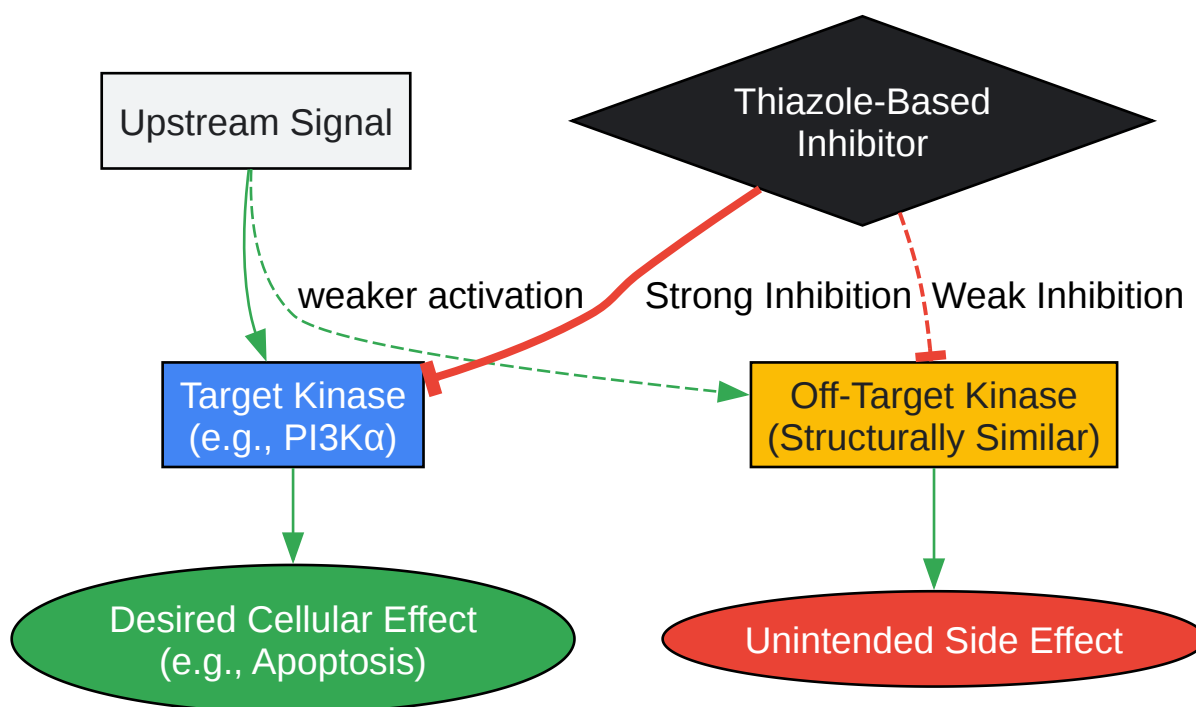 Upstream Signal
Thiazole-Based
Inhibitor
weaker activation
Strong Inhibition
Weak Inhibition
Target Kinase
(e.g., PI3Kα)
Off-Target Kinase
(Structurally Similar)
Desired Cellular Effect
(e.g., Apoptosis)
Unintended Side Effect